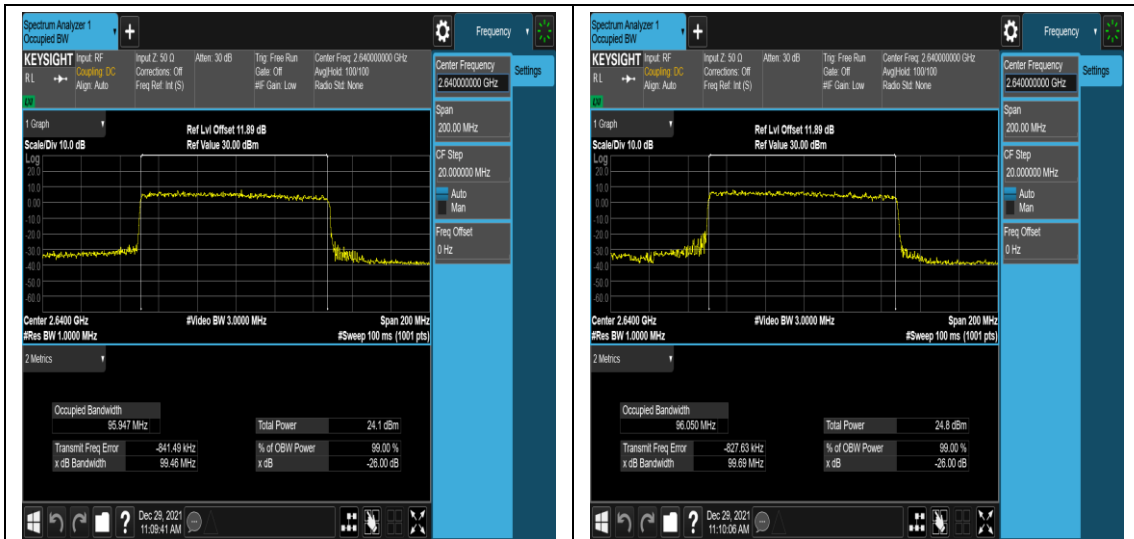 Spectrum Analyzer 1
Occupied BW
Frequency
KEYSIGHT
Input: RF
Coupling: DC
Align: Auto
Input Z: 50 Ω
Corrections: Off
Freq Ref: Int (S)
Atten: 30 dB
Trig: Free Run
Gate: Off
#IF Gain: Low
Center Freq: 2.640000000 GHz
Avg|Hold: 100/100
Radio Std: None
R L
Center Frequency
2.640000000 GHz
Settings
Span
200.00 MHz
CF Step
20.000000 MHz
Auto
Man
Freq Offset
0 Hz
1 Graph
Ref Lvl Offset 11.89 dB
Scale/Div 10.0 dB
Ref Value 30.00 dBm
Log
20.0
10.0
0.00
-10.0
-20.0
-30.0
-40.0
-50.0
-60.0
Center 2.6400 GHz
#Video BW 3.0000 MHz
Span 200 MHz
#Res BW 1.0000 MHz
#Sweep 100 ms (1001 pts)
2 Metrics
Occupied Bandwidth
95.947 MHz
Total Power 24.1 dBm
Transmit Freq Error -841.49 kHz
% of OBW Power 99.00 %
x dB Bandwidth 99.46 MHz
x dB -26.00 dB
?
Dec 29, 2021
11:09:41 AM
Spectrum Analyzer 1
Occupied BW
Frequency
KEYSIGHT
Input: RF
Coupling: DC
Align: Auto
Input Z: 50 Ω
Corrections: Off
Freq Ref: Int (S)
Atten: 30 dB
Trig: Free Run
Gate: Off
#IF Gain: Low
Center Freq: 2.640000000 GHz
Avg|Hold: 100/100
Radio Std: None
R L
Center Frequency
2.640000000 GHz
Settings
Span
200.00 MHz
CF Step
20.000000 MHz
Auto
Man
Freq Offset
0 Hz
1 Graph
Ref Lvl Offset 11.89 dB
Scale/Div 10.0 dB
Ref Value 30.00 dBm
Log
20.0
10.0
0.00
-10.0
-20.0
-30.0
-40.0
-50.0
-60.0
Center 2.6400 GHz
#Video BW 3.0000 MHz
Span 200 MHz
#Res BW 1.0000 MHz
#Sweep 100 ms (1001 pts)
2 Metrics
Occupied Bandwidth
96.050 MHz
Total Power 24.8 dBm
Transmit Freq Error -827.63 kHz
% of OBW Power 99.00 %
x dB Bandwidth 99.69 MHz
x dB -26.00 dB
?
Dec 29, 2021
11:10:06 AM